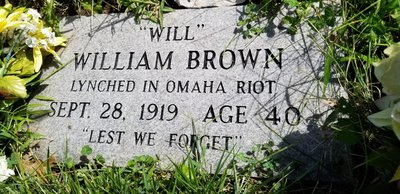 "WILL"
WILLIAM BROWN
LYNCHED IN OMAHA RIOT
SEPT. 28, 1919 AGE 40
"LEST WE FORGET"